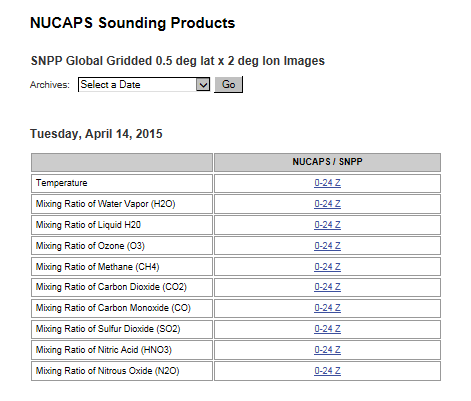 NUCAPS Sounding Products
SNPP Global Gridded 0.5 deg lat x 2 deg lon Images
Archives: Select a Date Go
Tuesday, April 14, 2015
NUCAPS / SNPP
Temperature 0-24 Z
Mixing Ratio of Water Vapor (H2O) 0-24 Z
Mixing Ratio of Liquid H20 0-24 Z
Mixing Ratio of Ozone (O3) 0-24 Z
Mixing Ratio of Methane (CH4) 0-24 Z
Mixing Ratio of Carbon Dioxide (CO2) 0-24 Z
Mixing Ratio of Carbon Monoxide (CO) 0-24 Z
Mixing Ratio of Sulfur Dioxide (SO2) 0-24 Z
Mixing Ratio of Nitric Acid (HNO3) 0-24 Z
Mixing Ratio of Nitrous Oxide (N2O) 0-24 Z